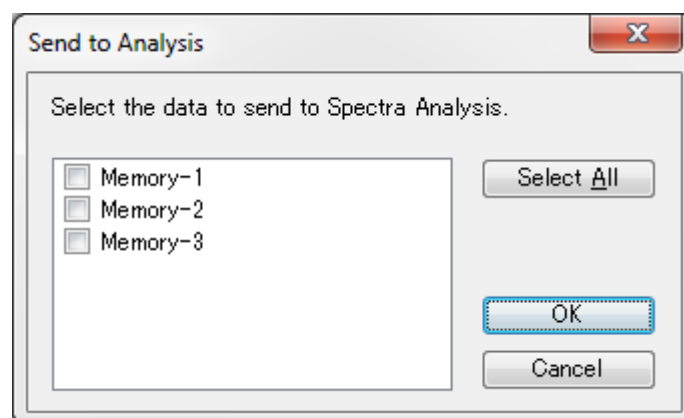 Send to Analysis
Select the data to send to Spectra Analysis.
Memory-1
Memory-2
Memory-3
Select All
OK
Cancel